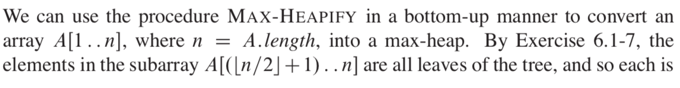 We can use the procedure MAX-HEAPIFY in a bottom-up manner to convert an
array A[1 . . n], where n = A.length, into a max-heap. By Exercise 6.1-7, the
elements in the subarray A[(⌊n/2⌋+1) . . n] are all leaves of the tree, and so each is